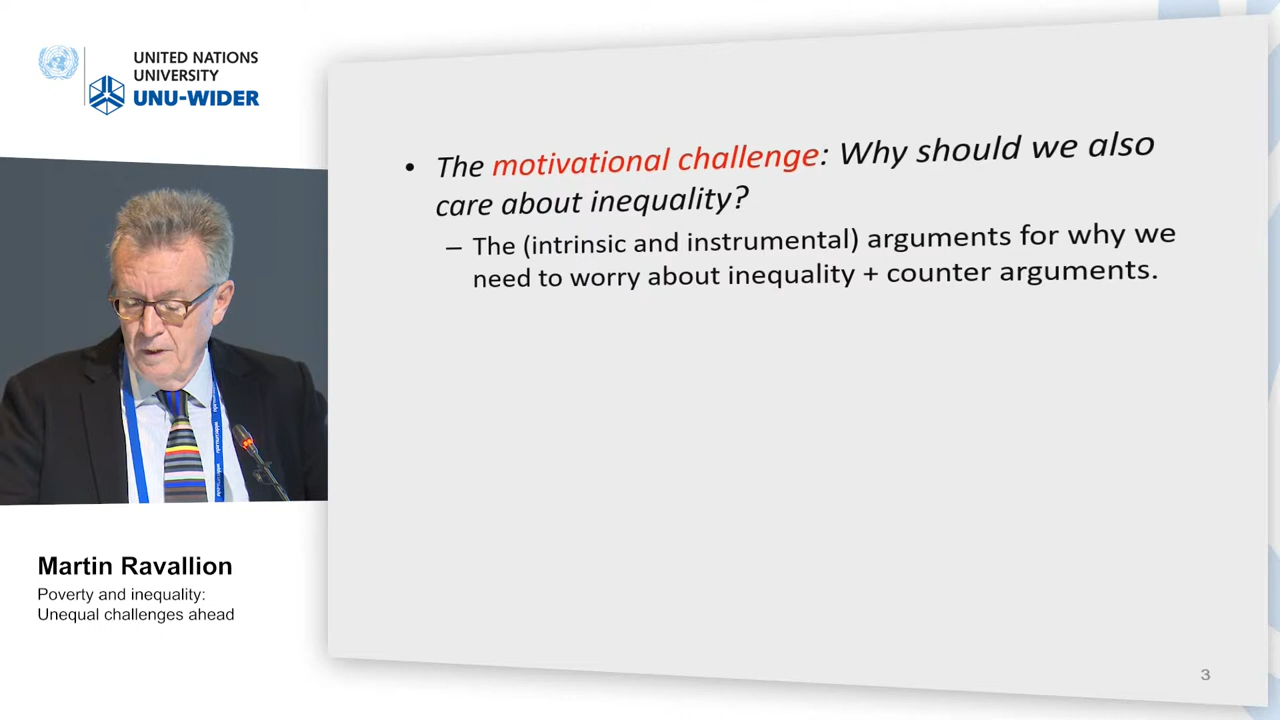 UNITED NATIONS
UNIVERSITY
UNU-WIDER
• The motivational challenge: Why should we also
care about inequality?
– The (intrinsic and instrumental) arguments for why we
need to worry about inequality + counter arguments.
Martin Ravallion
Poverty and inequality:
Unequal challenges ahead
3